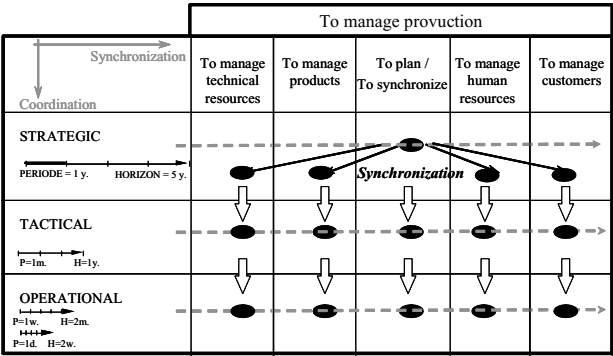 To manage provuction
Synchronization
Coordination
To manage
technical
resources
To manage
products
To plan /
To synchronize
To manage
human
resources
To manage
customers
STRATEGIC
PERIODE = 1 y. HORIZON = 5 y.
Synchronization
TACTICAL
P=1m. H=1y.
OPERATIONAL
P=1w. H=2m.
P=1d. H=2w.